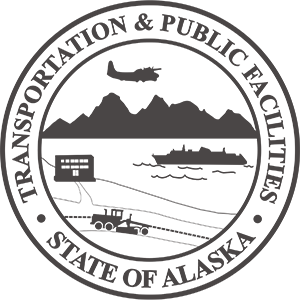 TRANSPORTATION & PUBLIC FACILITIES
STATE OF ALASKA